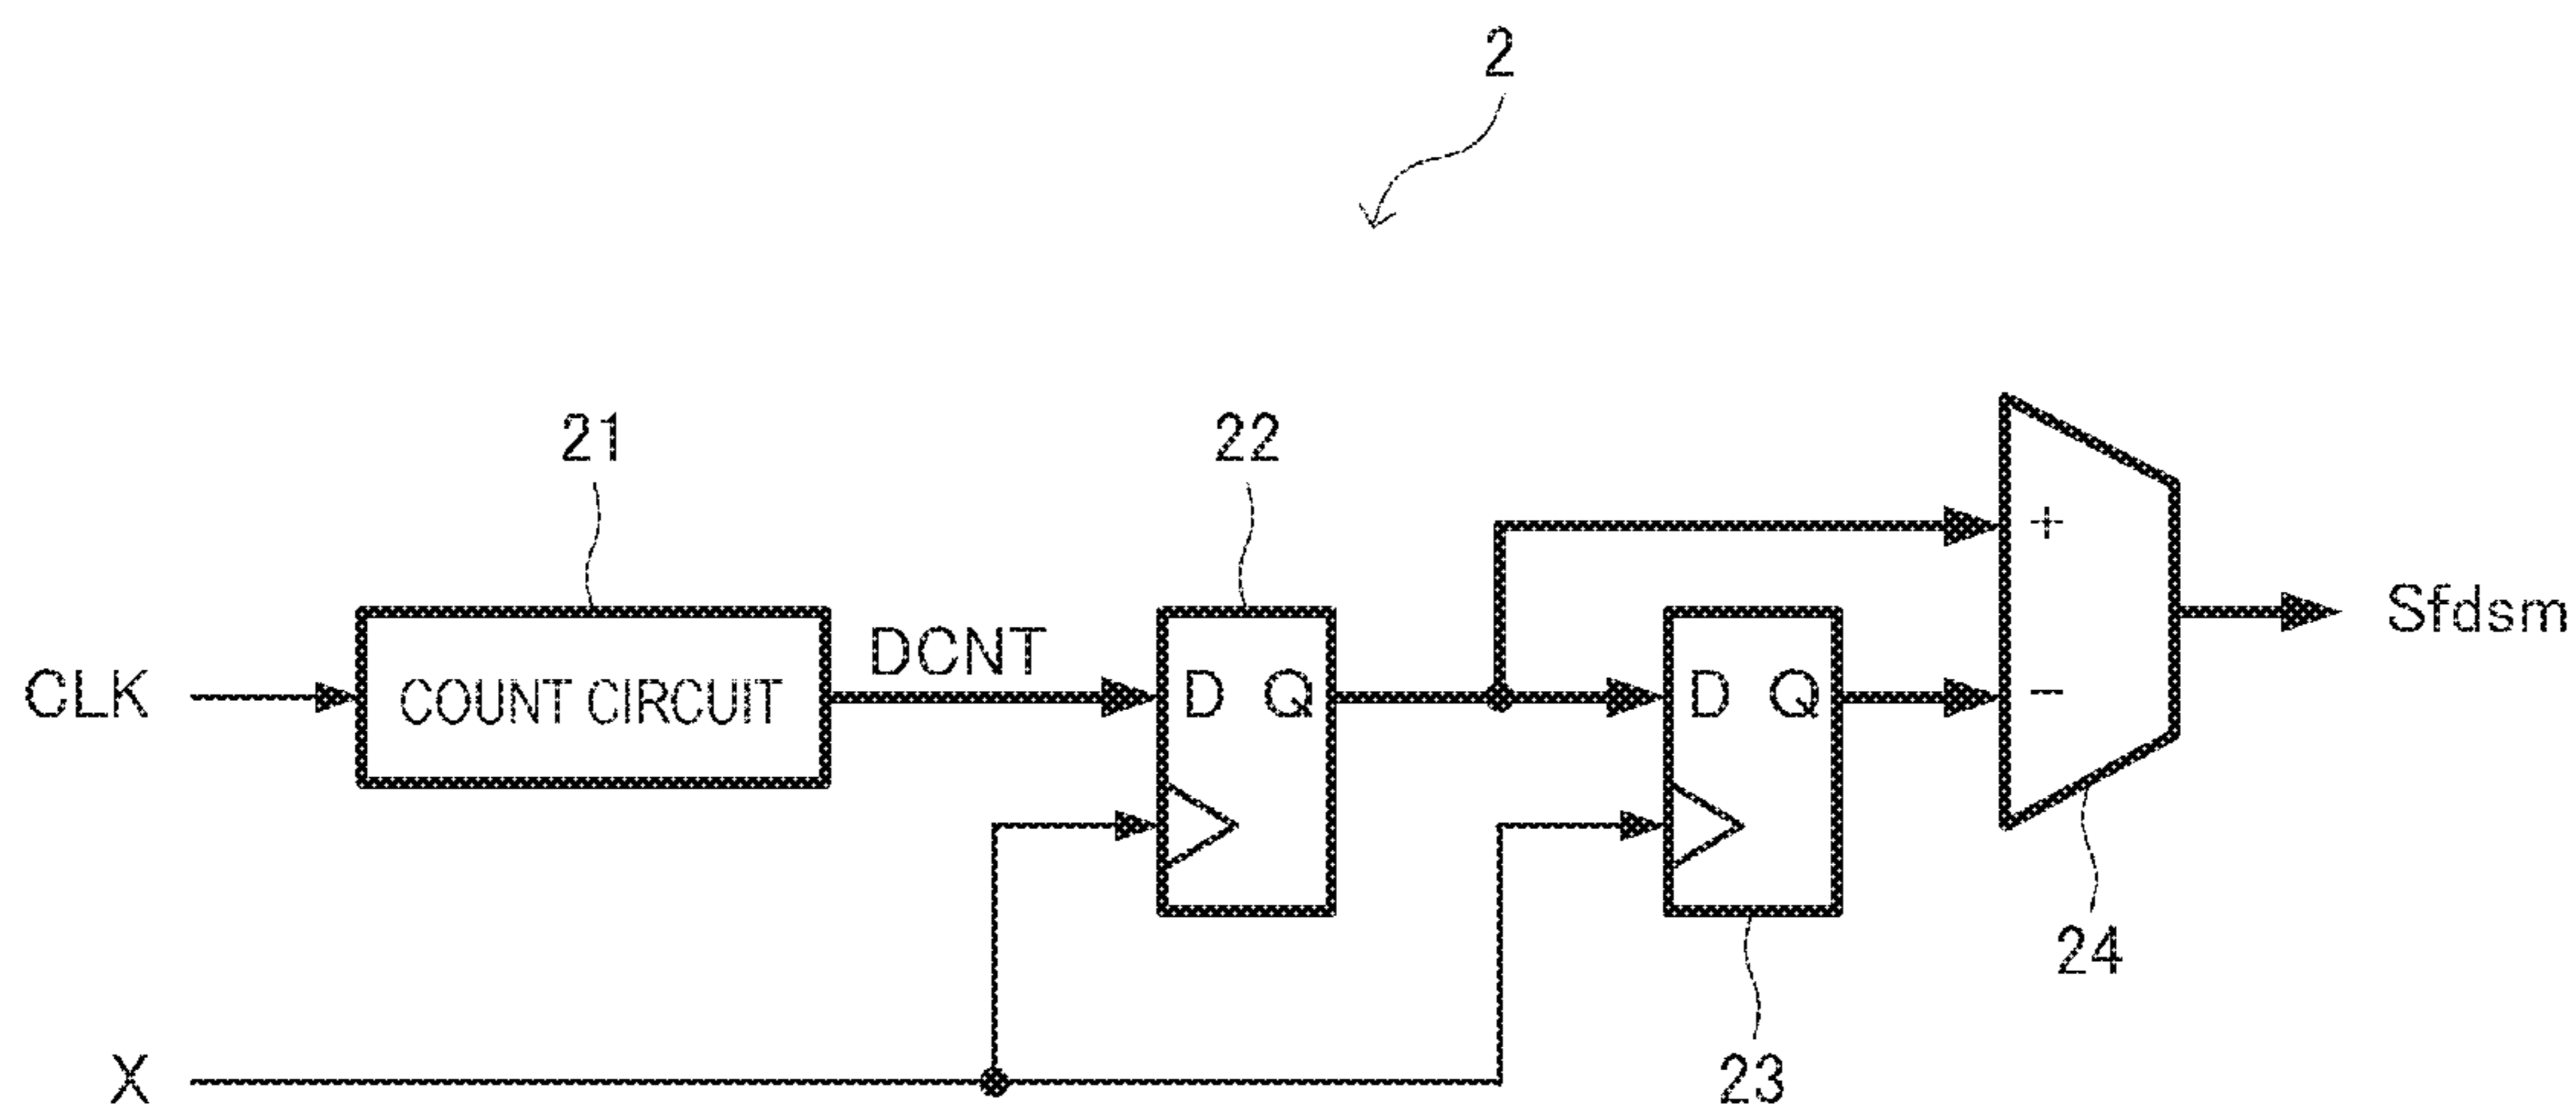 2
21
22
+
DCNT
Sfdsm
CLK
COUNT CIRCUIT
D Q
D Q
−
24
X
23